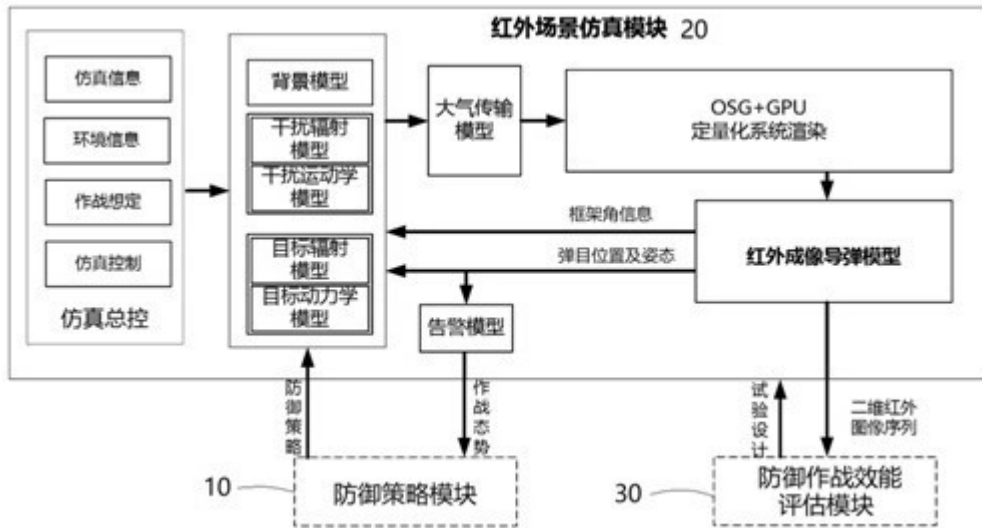 红外场景仿真模块 20
仿真信息
环境信息
作战想定
仿真控制
仿真总控
背景模型
干扰辐射
模型
干扰运动学
模型
目标辐射
模型
目标动力学
模型
大气传输
模型
OSG+GPU
定量化系统渲染
框架角信息
弹目位置及姿态
红外成像导弹模型
告警模型
防御策略
作战态势
试验设计
二维红外
图像序列
10
防御策略模块
30
防御作战效能
评估模块